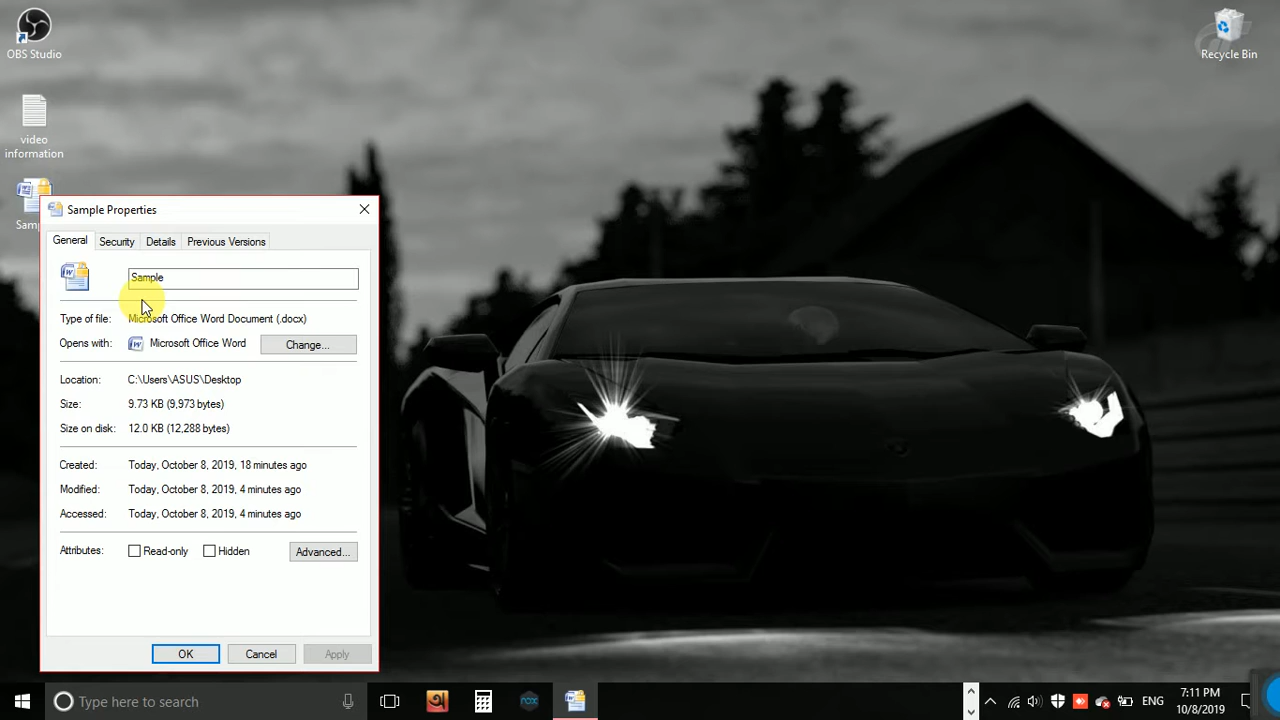 OBS Studio
video
information
Recycle Bin
Sample Properties
General
Security
Details
Previous Versions
Sample
Type of file:
Microsoft Office Word Document (.docx)
Opens with:
Microsoft Office Word
Change...
Location:
C:\Users\ASUS\Desktop
Size:
9.73 KB (9,973 bytes)
Size on disk:
12.0 KB (12,288 bytes)
Created:
Today, October 8, 2019, 18 minutes ago
Modified:
Today, October 8, 2019, 4 minutes ago
Accessed:
Today, October 8, 2019, 4 minutes ago
Attributes:
Read-only
Hidden
Advanced...
OK
Cancel
Apply
Type here to search
nox
ENG
7:11 PM
10/8/2019